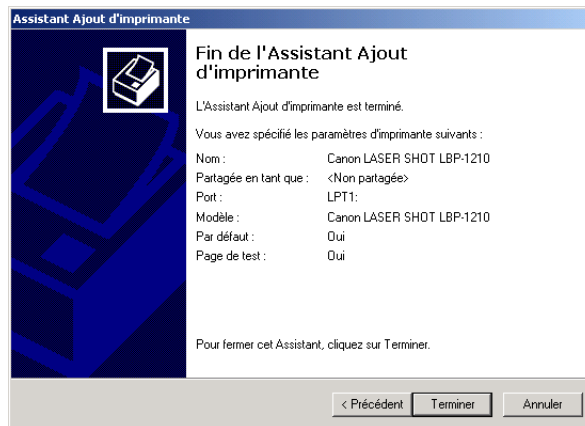 Assistant Ajout d'imprimante
Fin de l'Assistant Ajout
d'imprimante
L'Assistant Ajout d'imprimante est terminé.
Vous avez spécifié les paramètres d'imprimante suivants :
Nom : Canon LASER SHOT LBP-1210
Partagée en tant que : <Non partagée>
Port : LPT1:
Modèle : Canon LASER SHOT LBP-1210
Par défaut : Oui
Page de test : Oui
Pour fermer cet Assistant, cliquez sur Terminer.
< Précédent Terminer Annuler